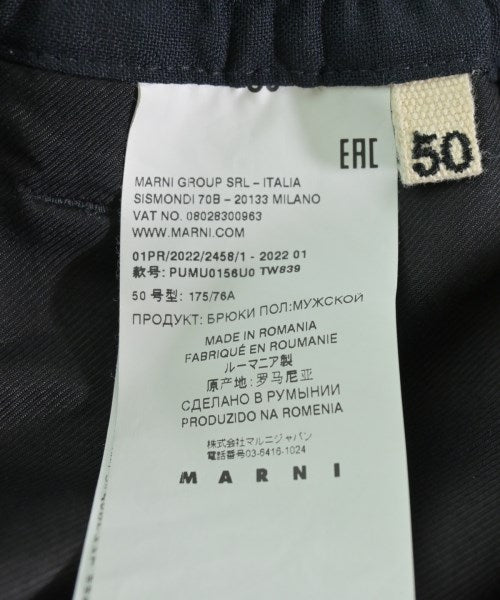 EAC
50
MARNI GROUP SRL – ITALIA
SISMONDI 70B – 20133 MILANO
VAT NO. 08028300963
WWW.MARNI.COM
01PR/2022/2458/1 - 2022 01
款号: PUMU0156U0 TW839
50 号型: 175/76A
ПРОДУКТ: БРЮКИ ПОЛ:МУЖСКОЙ
MADE IN ROMANIA
FABRIQUÉ EN ROUMANIE
ルーマニア製
原产地: 罗马尼亚
СДЕЛАНО В РУМЫНИИ
PRODUZIDO NA ROMENIA
株式会社マルニジャパン
電話番号03-6416-1024
MARNI